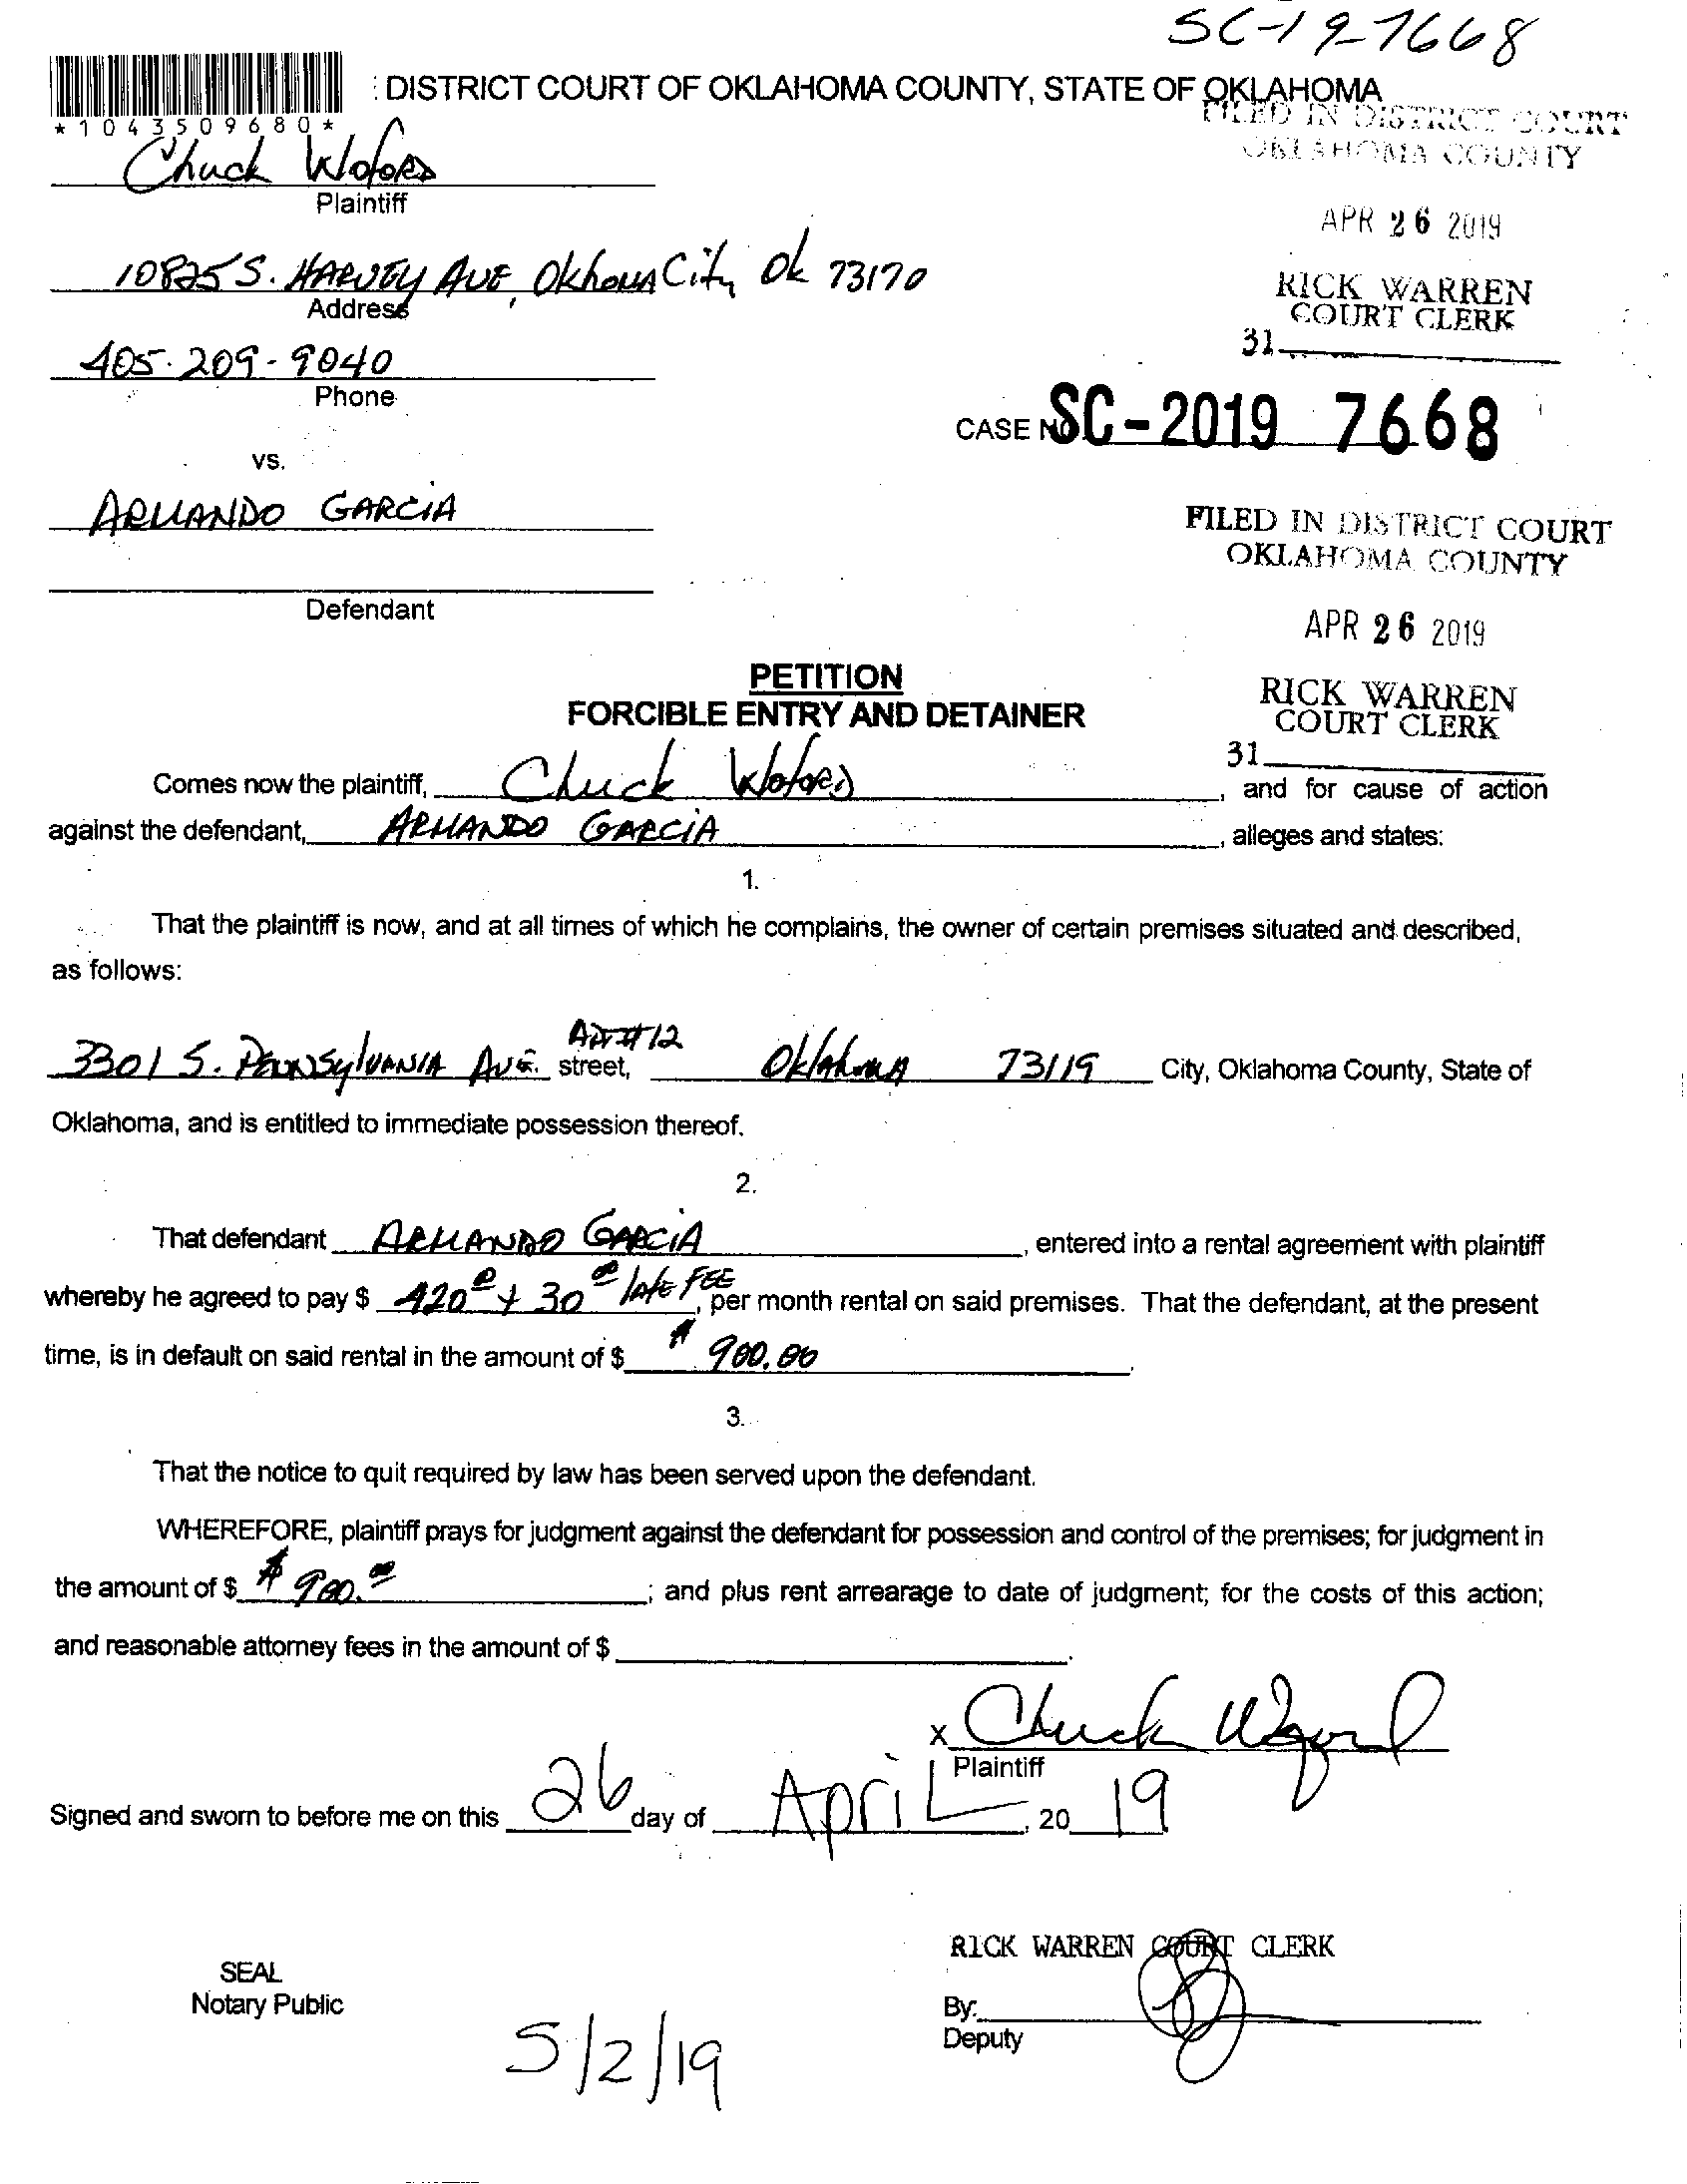 SC-19-7668
: DISTRICT COURT OF OKLAHOMA COUNTY, STATE OF OKLAHOMA
*1043509680*
FILED IN DISTRICT COURT
OKLAHOMA COUNTY
Chuck Woford
Plaintiff
APR 26 2019
10825 S. HARVEY AVE, Okhoma City Ok 73170
Address
RICK WARREN
COURT CLERK
31
405-209-9040
Phone
CASE NO. SC-2019 7668
vs.
ARMANDO GARCIA
FILED IN DISTRICT COURT
OKLAHOMA COUNTY
Defendant
APR 26 2019
PETITION
FORCIBLE ENTRY AND DETAINER
RICK WARREN
COURT CLERK
31
Comes now the plaintiff, Chuck Woford, and for cause of action
against the defendant, ARMANDO GARCIA, alleges and states:
1.
That the plaintiff is now, and at all times of which he complains, the owner of certain premises situated and described,
as follows:
3301 S. PENNSylVANIA AVE. APT#12 street, Oklahoma 73119 City, Oklahoma County, State of
Oklahoma, and is entitled to immediate possession thereof.
2.
That defendant ARMANDO GARCIA, entered into a rental agreement with plaintiff
whereby he agreed to pay $ 420.00 + 30.00 late FEE, per month rental on said premises. That the defendant, at the present
time, is in default on said rental in the amount of $ $ 900.00.
3.
That the notice to quit required by law has been served upon the defendant.
WHEREFORE, plaintiff prays for judgment against the defendant for possession and control of the premises; for judgment in
the amount of $ $ 900.00; and plus rent arrearage to date of judgment; for the costs of this action;
and reasonable attorney fees in the amount of $ .
x Chuck Woford
Plaintiff
Signed and sworn to before me on this 26 day of April, 20 19
RICK WARREN COURT CLERK
SEAL
Notary Public
By:
Deputy
5/2/19